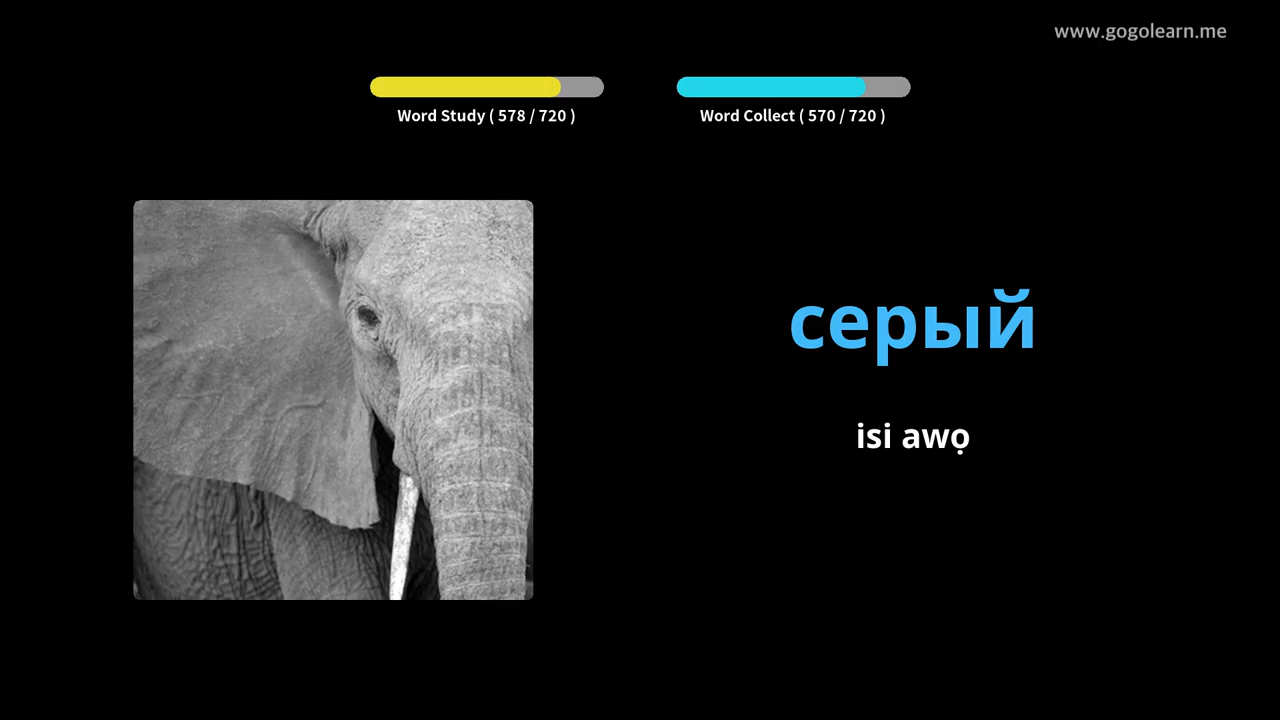 www.gogolearn.me
Word Study ( 578 / 720 )
Word Collect ( 570 / 720 )
серый
isi awọ